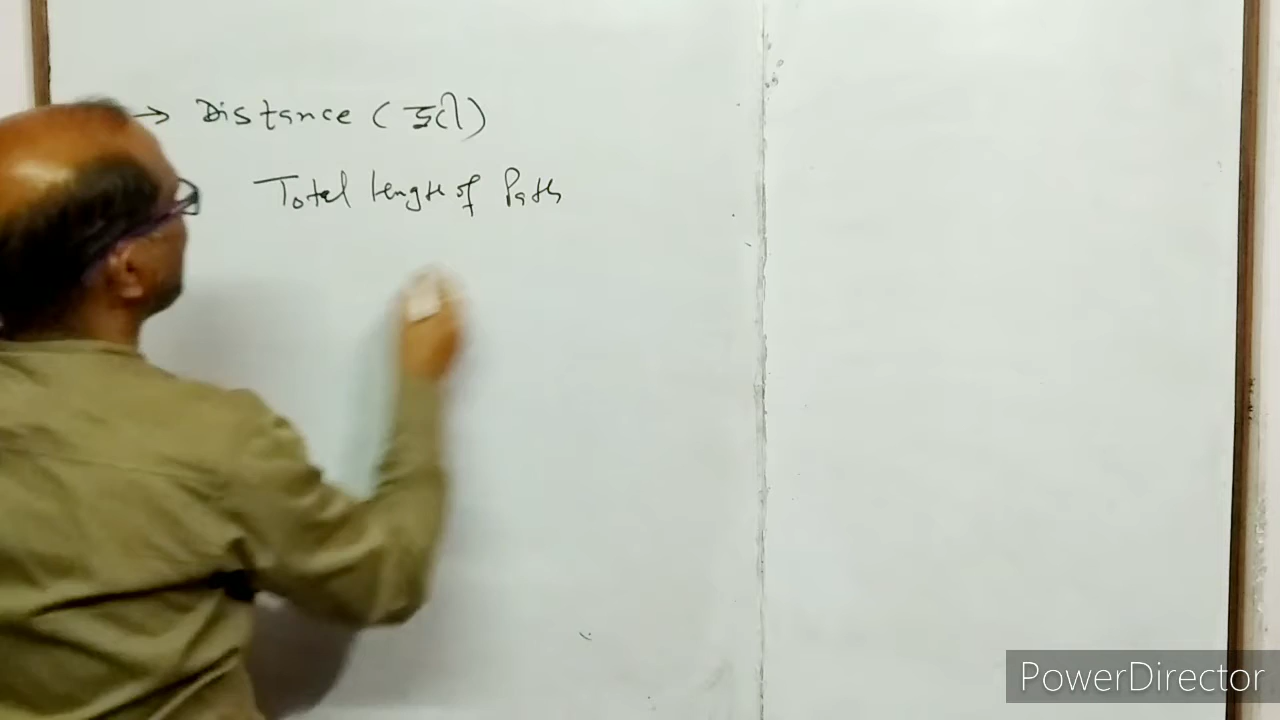 → Distance (दूरी)
Total length of Path
PowerDirector